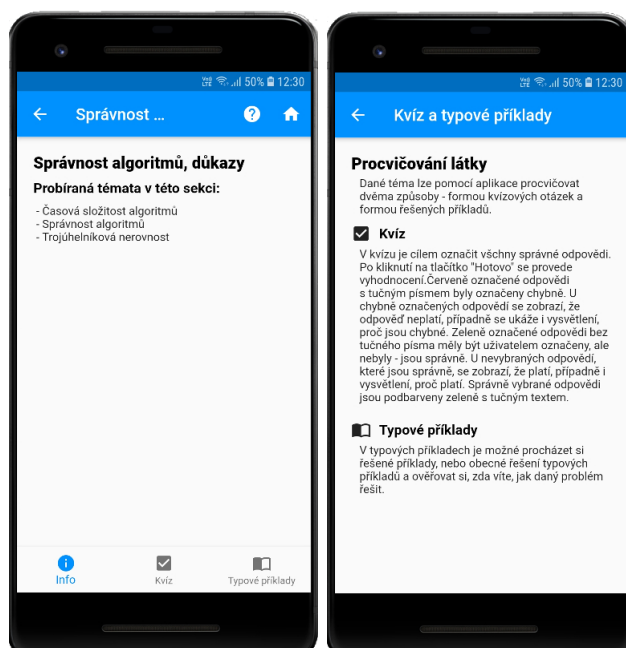 50% 12:30
Správnost ...
Správnost algoritmů, důkazy
Probíraná témata v této sekci:
- Časová složitost algoritmů
- Správnost algoritmů
- Trojúhelníková nerovnost
Info
Kvíz
Typové příklady
50% 12:30
Kvíz a typové příklady
Procvičování látky
Dané téma lze pomocí aplikace procvičovat
dvěma způsoby - formou kvízových otázek a
formou řešených příkladů.
Kvíz
V kvízu je cílem označit všchny správné odpovědi.
Po kliknutí na tlačítko "Hotovo" se provede
vyhodnocení.Červeně označené odpovědi
s tučným písmem byly označeny chybně. U
chybně označených odpovědí se zobrazí, že
odpověď neplatí, případně se ukáže i vysvětlení,
proč jsou chybné. Zeleně označené odpovědi bez
tučného písma měly být uživatelem označeny, ale
nebyly - jsou správně. U nevybraných odpovědí,
které jsou správně, se zobrazí, že platí, případně i
vysvětlení, proč platí. Správně vybrané odpovědi
jsou podbarveny zeleně s tučným textem.
Typové příklady
V typových příkladech je možné procházet si
řešené příklady, nebo obecné řešení typových
příkladů a ověřovat si, zda víte, jak daný problém
řešit.